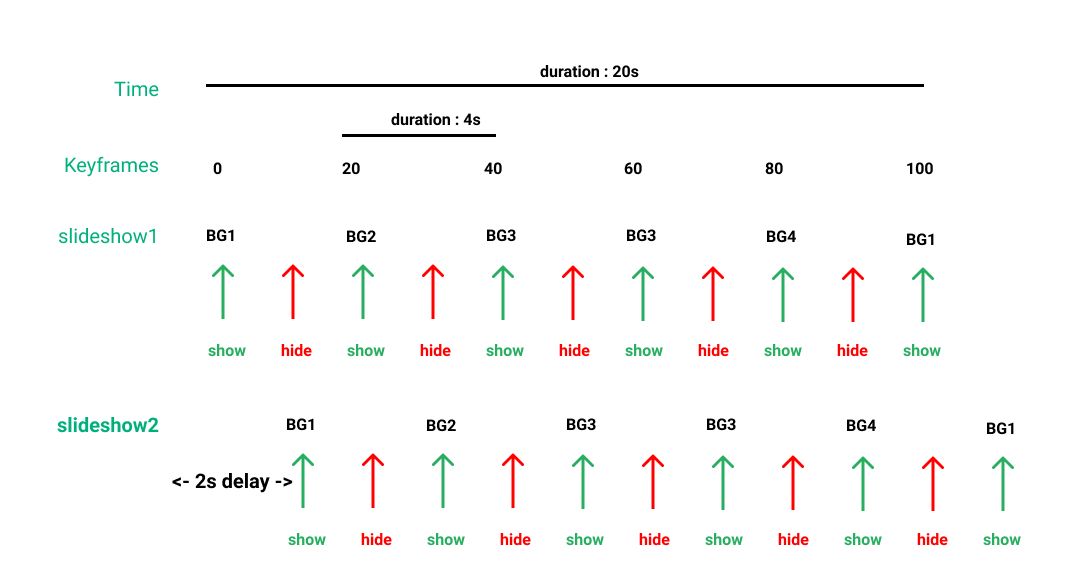 duration : 20s
Time
duration : 4s
Keyframes 0 20 40 60 80 100
slideshow1 BG1 BG2 BG3 BG3 BG4 BG1
show hide show hide show hide show hide show hide show
slideshow2 BG1 BG2 BG3 BG3 BG4 BG1
<- 2s delay ->
show hide show hide show hide show hide show hide show